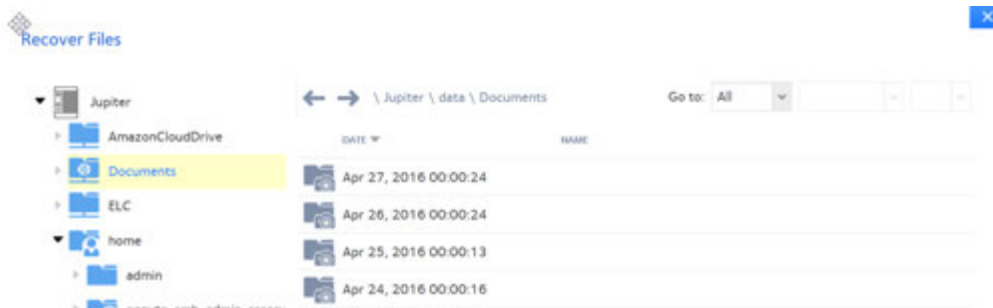 Recover Files
Jupiter
AmazonCloudDrive
Documents
ELC
home
admin
\ Jupiter \ data \ Documents
Go to: All
DATE NAME
Apr 27, 2016 00:00:24
Apr 26, 2016 00:00:24
Apr 25, 2016 00:00:13
Apr 24, 2016 00:00:16